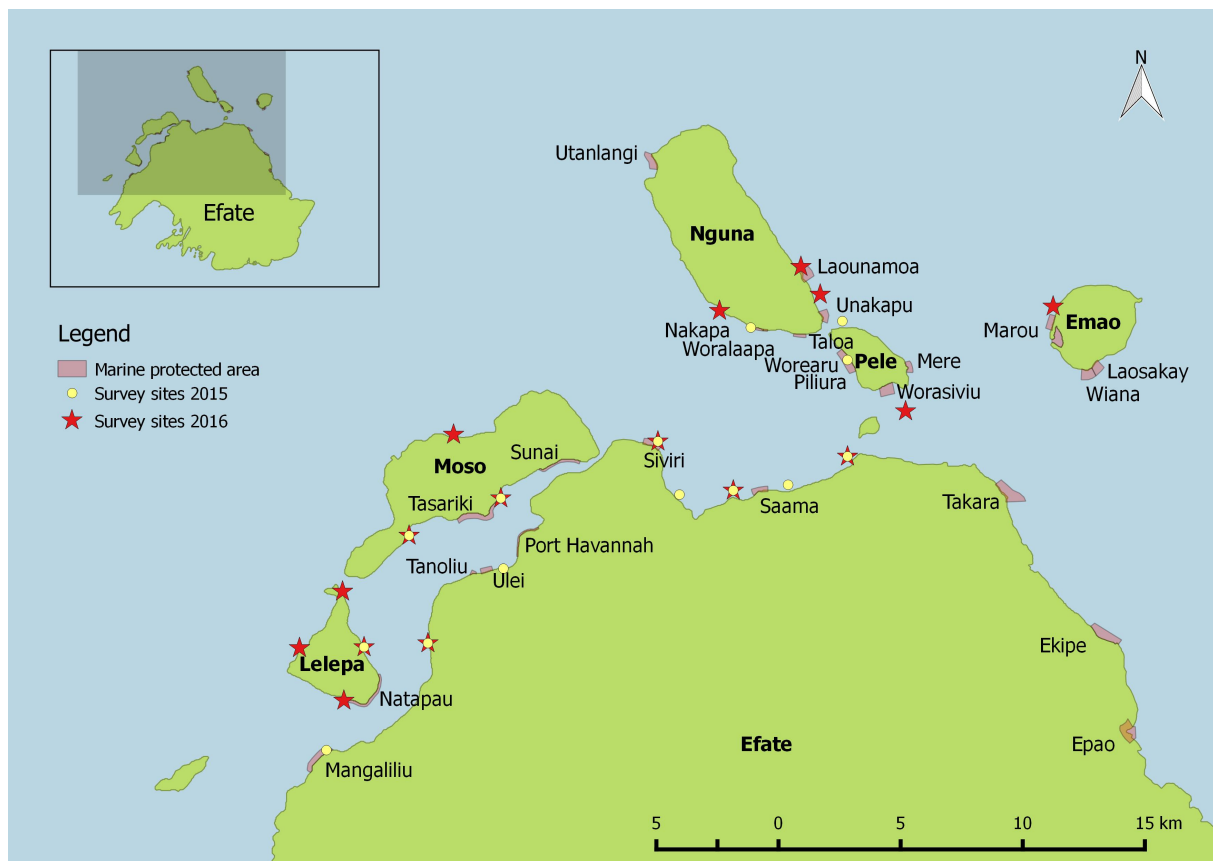 N
Efate
Legend
Marine protected area
Survey sites 2015
Survey sites 2016
Utanlangi
Nguna
Laounamoa
Unakapu
Nakapa
Woralaapa
Taloa
Worearu
Piliura
Pele
Mere
Worasiviu
Marou
Emao
Laosakay
Wiana
Moso
Sunai
Siviri
Tasariki
Saama
Takara
Port Havannah
Tanoliu
Ulei
Ekipe
Lelepa
Natapau
Efate
Epao
Mangaliliu
5 0 5 10 15 km